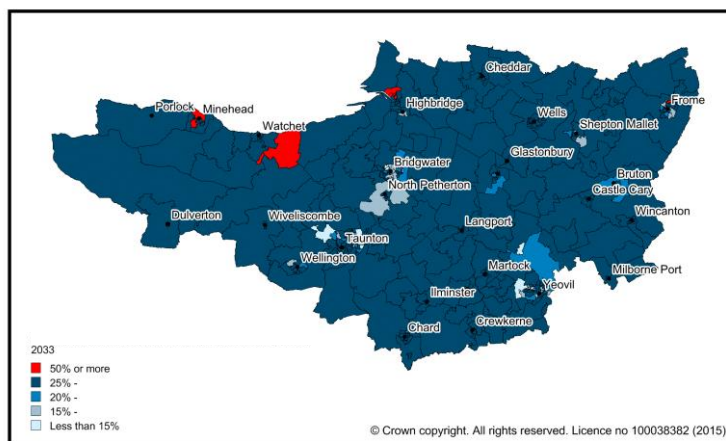 Cheddar
Porlock
Minehead
Highbridge
Frome
Watchet
Wells
Shepton Mallet
Glastonbury
Bridgwater
Bruton
North Petherton
Castle Cary
Dulverton
Wiveliscombe
Langport
Wincanton
Taunton
Wellington
Martock
Milborne Port
Yeovil
Ilminster
Chard
Crewkerne
2033
50% or more
25% -
20% -
15% -
Less than 15%
© Crown copyright. All rights reserved. Licence no 100038382 (2015)